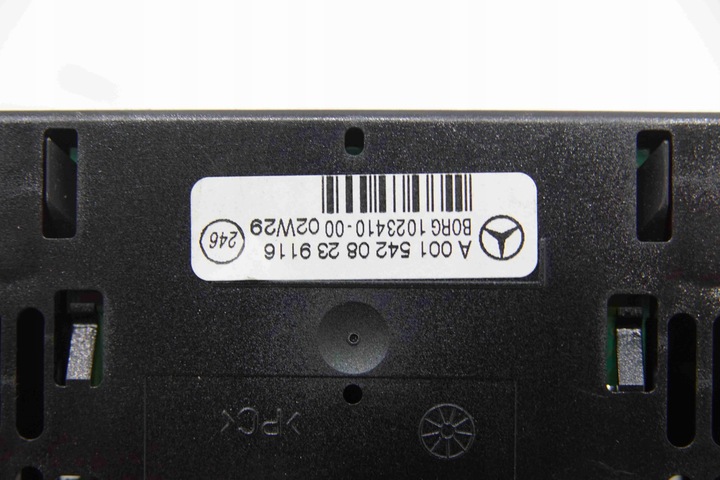 A 001 542 08 23 9116
BORG 1023410-00 02W29
246
>PC<